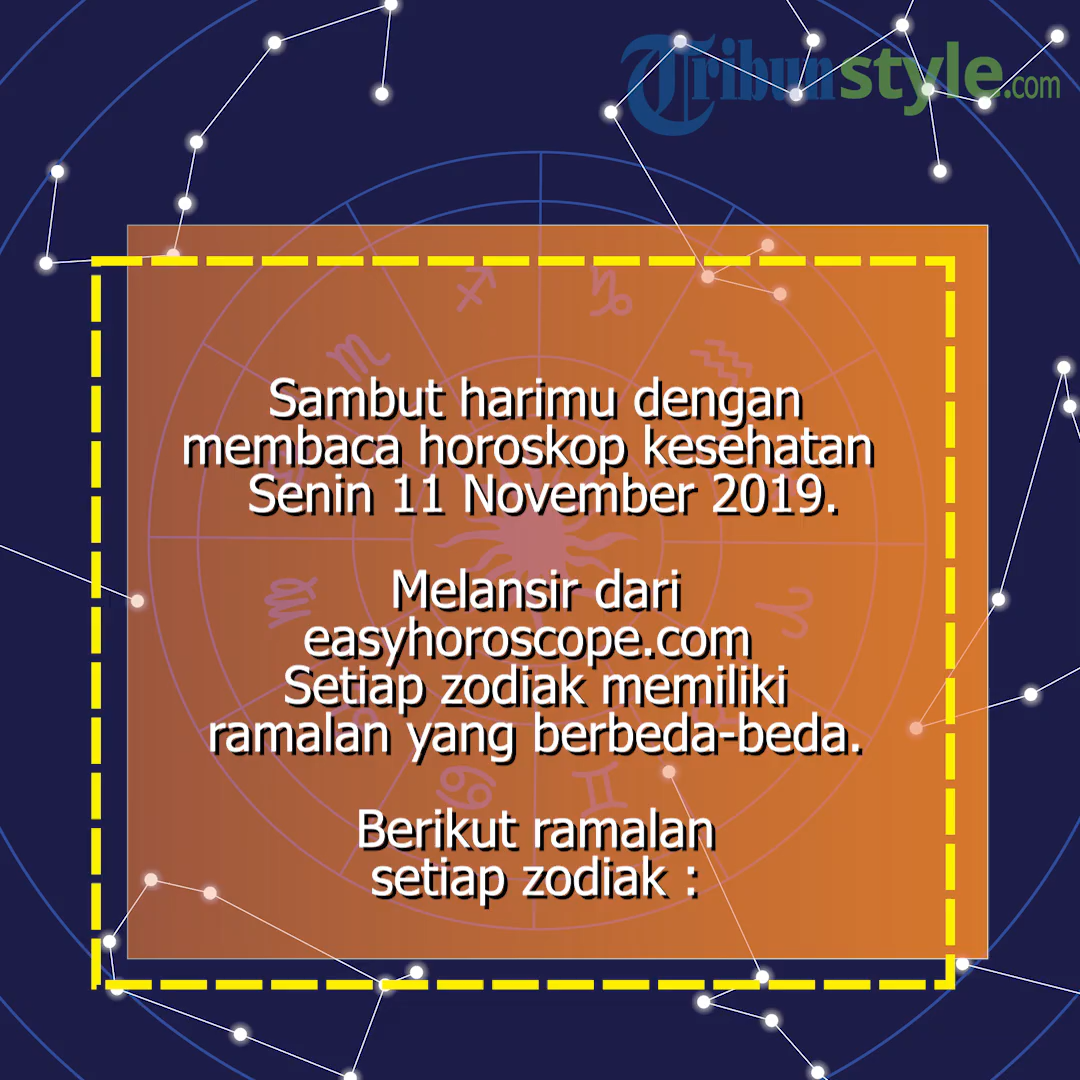 Tribunstyle.com
Sambut harimu dengan
membaca horoskop kesehatan
Senin 11 November 2019.
Melansir dari
easyhoroscope.com
Setiap zodiak memiliki
ramalan yang berbeda-beda.
Berikut ramalan
setiap zodiak :